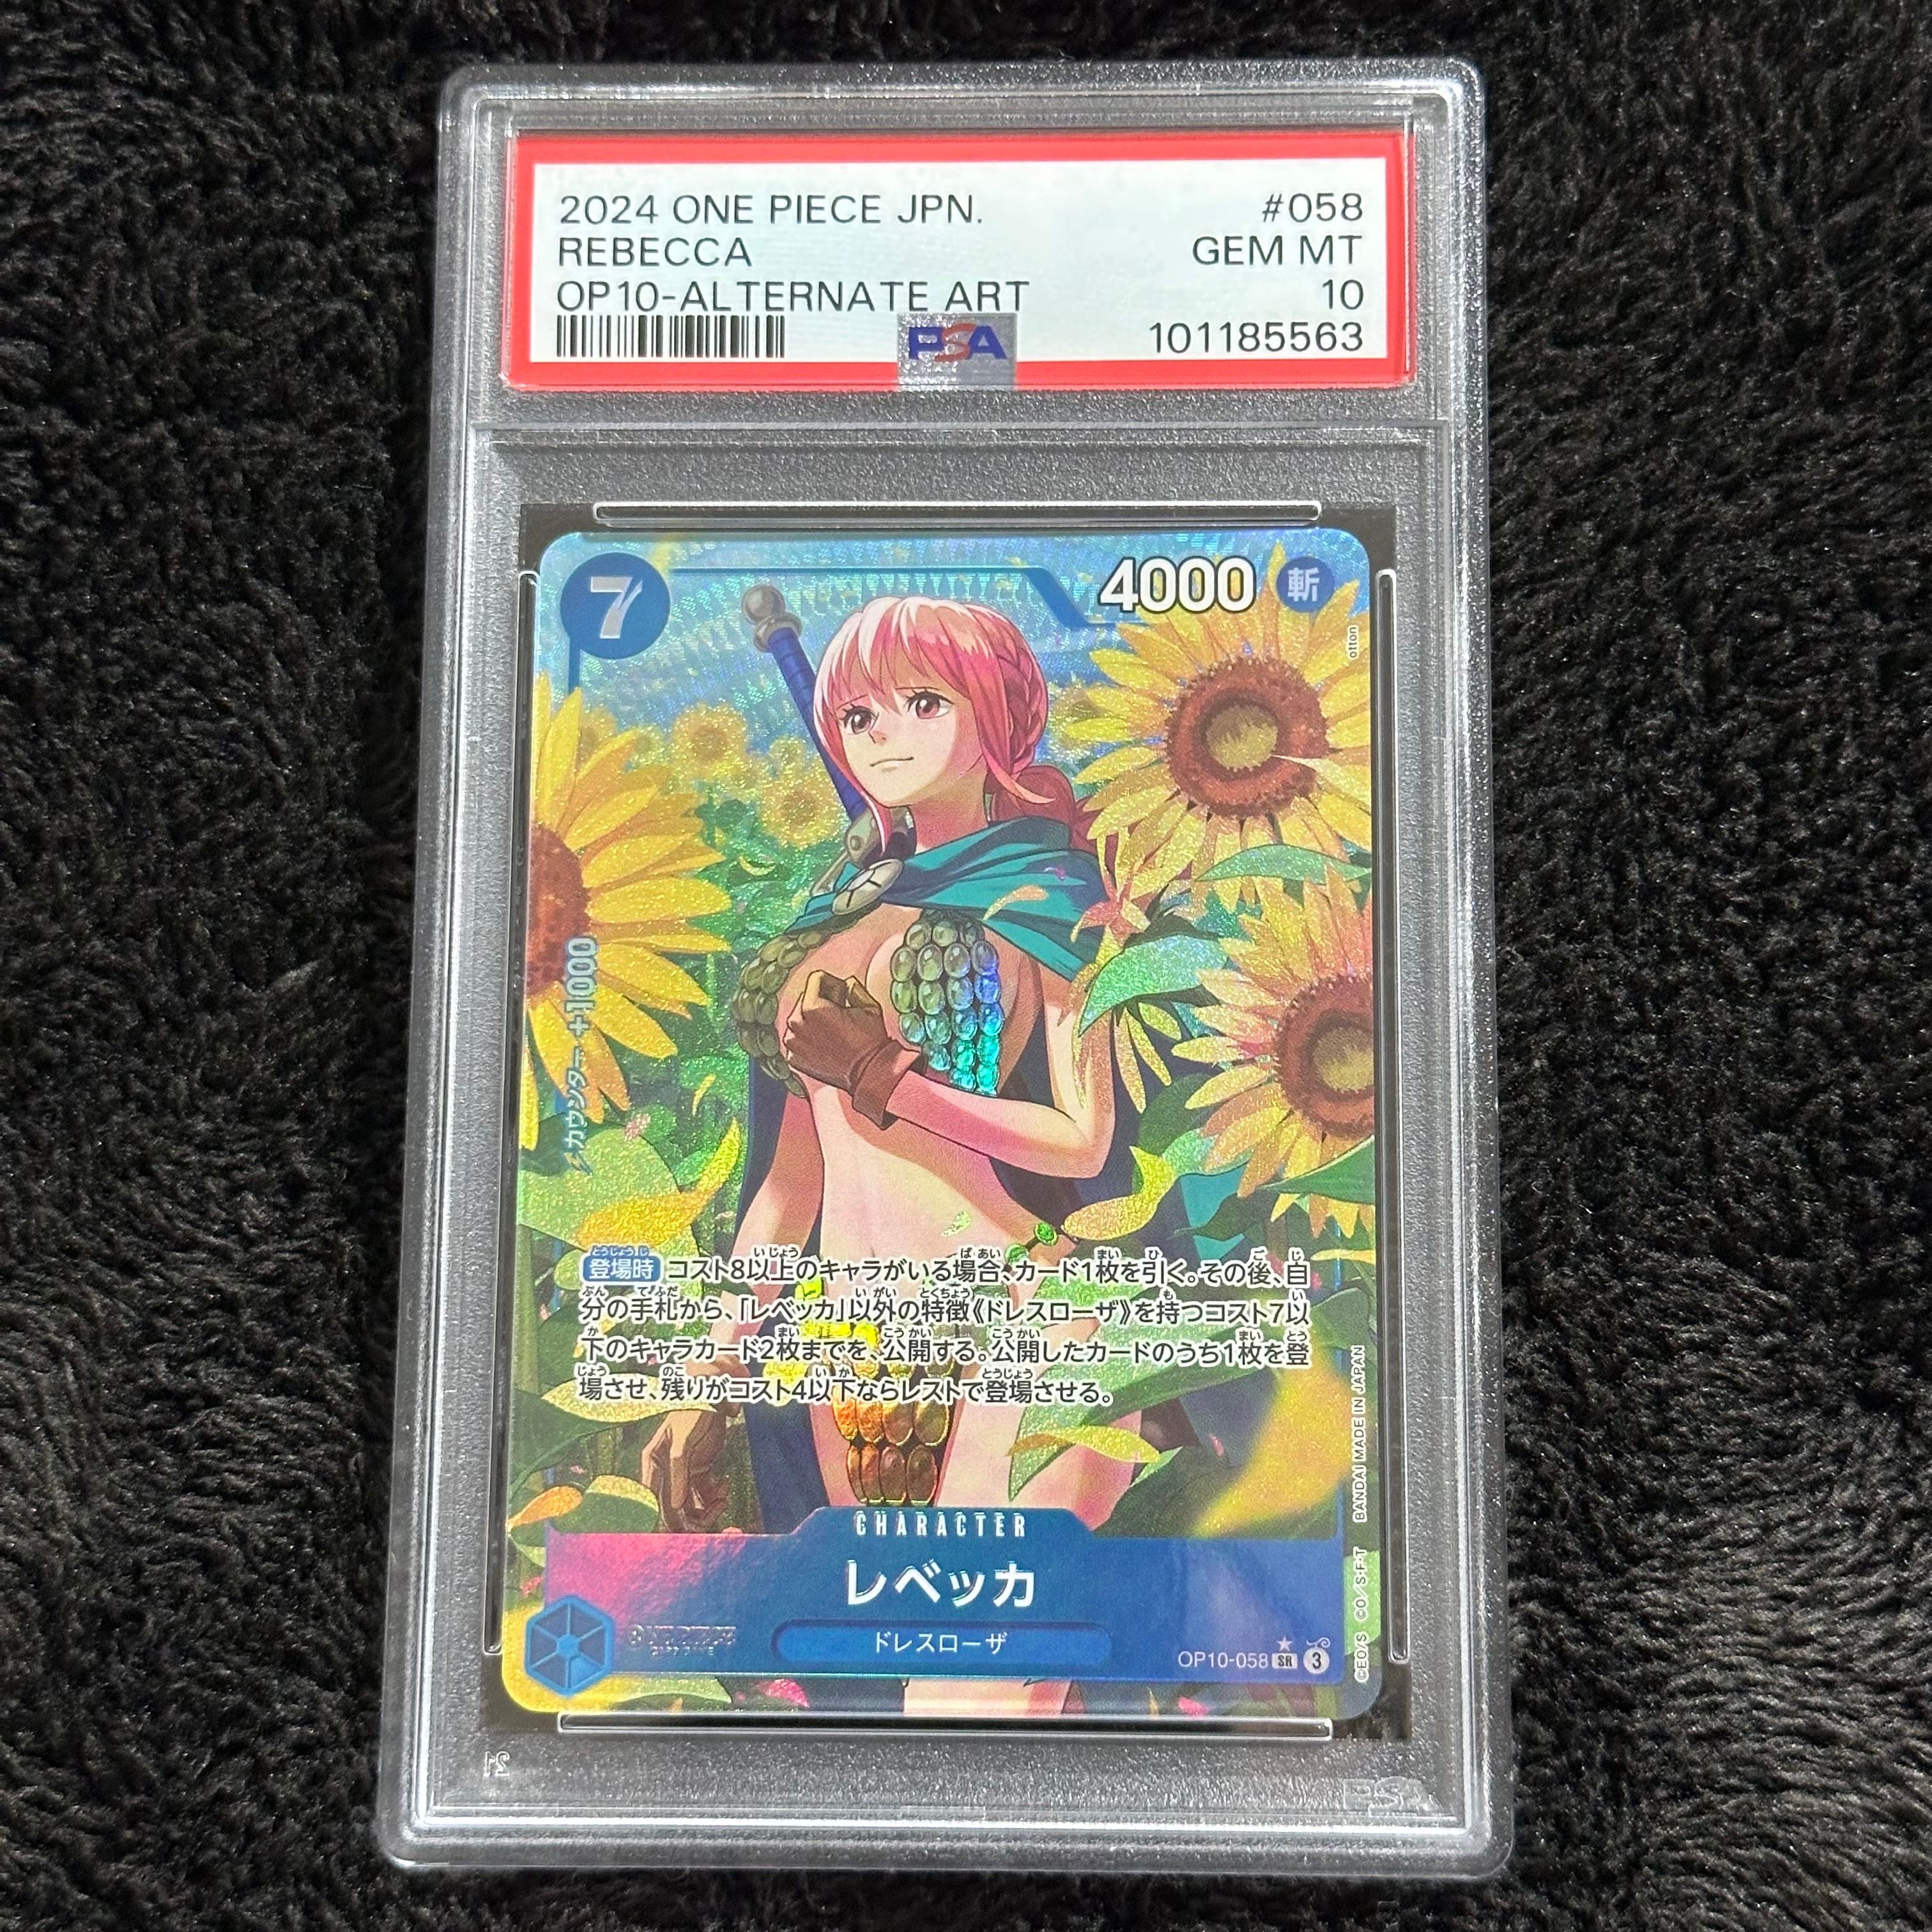 2024 ONE PIECE JPN. #058
REBECCA GEM MT
OP10-ALTERNATE ART 10
PSA 101185563
7 4000 斬
otton
カウンター +1000
登場時 コスト8以上のキャラがいる場合、カード1枚を引く。その後、自
分の手札から、「レベッカ」以外の特徴《ドレスローザ》を持つコスト7以
下のキャラカード2枚までを、公開する。公開したカードのうち1枚を登
場させ、残りがコスト4以下ならレストで登場させる。
CHARACTER
レベッカ
ドレスローザ
OP10-058 SR 3
©EO/S ©O/S・F・T BANDAI MADE IN JAPAN
PSA